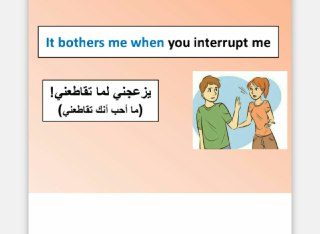 It bothers me when you interrupt me
يزعجني لما تقاطعني!
(ما أحب أنك تقاطعني)